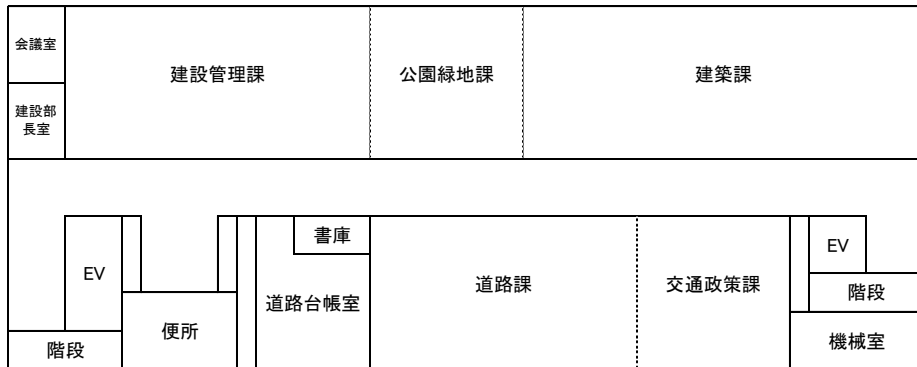 会議室
建設管理課
公園緑地課
建築課
建設部
長室
書庫
EV
EV
道路課
交通政策課
道路台帳室
階段
便所
機械室
階段